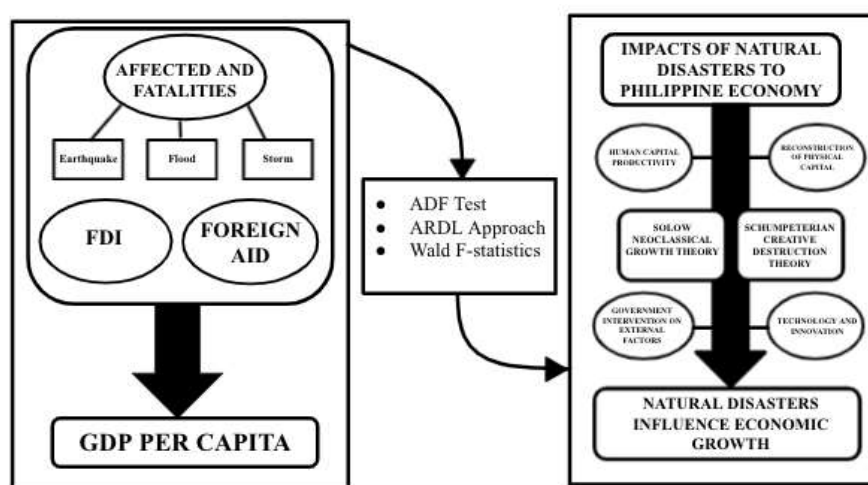 AFFECTED AND
FATALITIES
Earthquake
Flood
Storm
FDI
FOREIGN
AID
GDP PER CAPITA
• ADF Test
• ARDL Approach
• Wald F-statistics
IMPACTS OF NATURAL
DISASTERS TO
PHILIPPINE ECONOMY
HUMAN CAPITAL
PRODUCTIVITY
RECONSTRUCTION
OF PHYSICAL
CAPITAL
SOLOW
NEOCLASSICAL
GROWTH THEORY
SCHUMPETERIAN
CREATIVE
DESTRUCTION
THEORY
GOVERNMENT
INTERVENTION ON
EXTERNAL
FACTORS
TECHNOLOGY AND
INNOVATION
NATURAL DISASTERS
INFLUENCE ECONOMIC
GROWTH